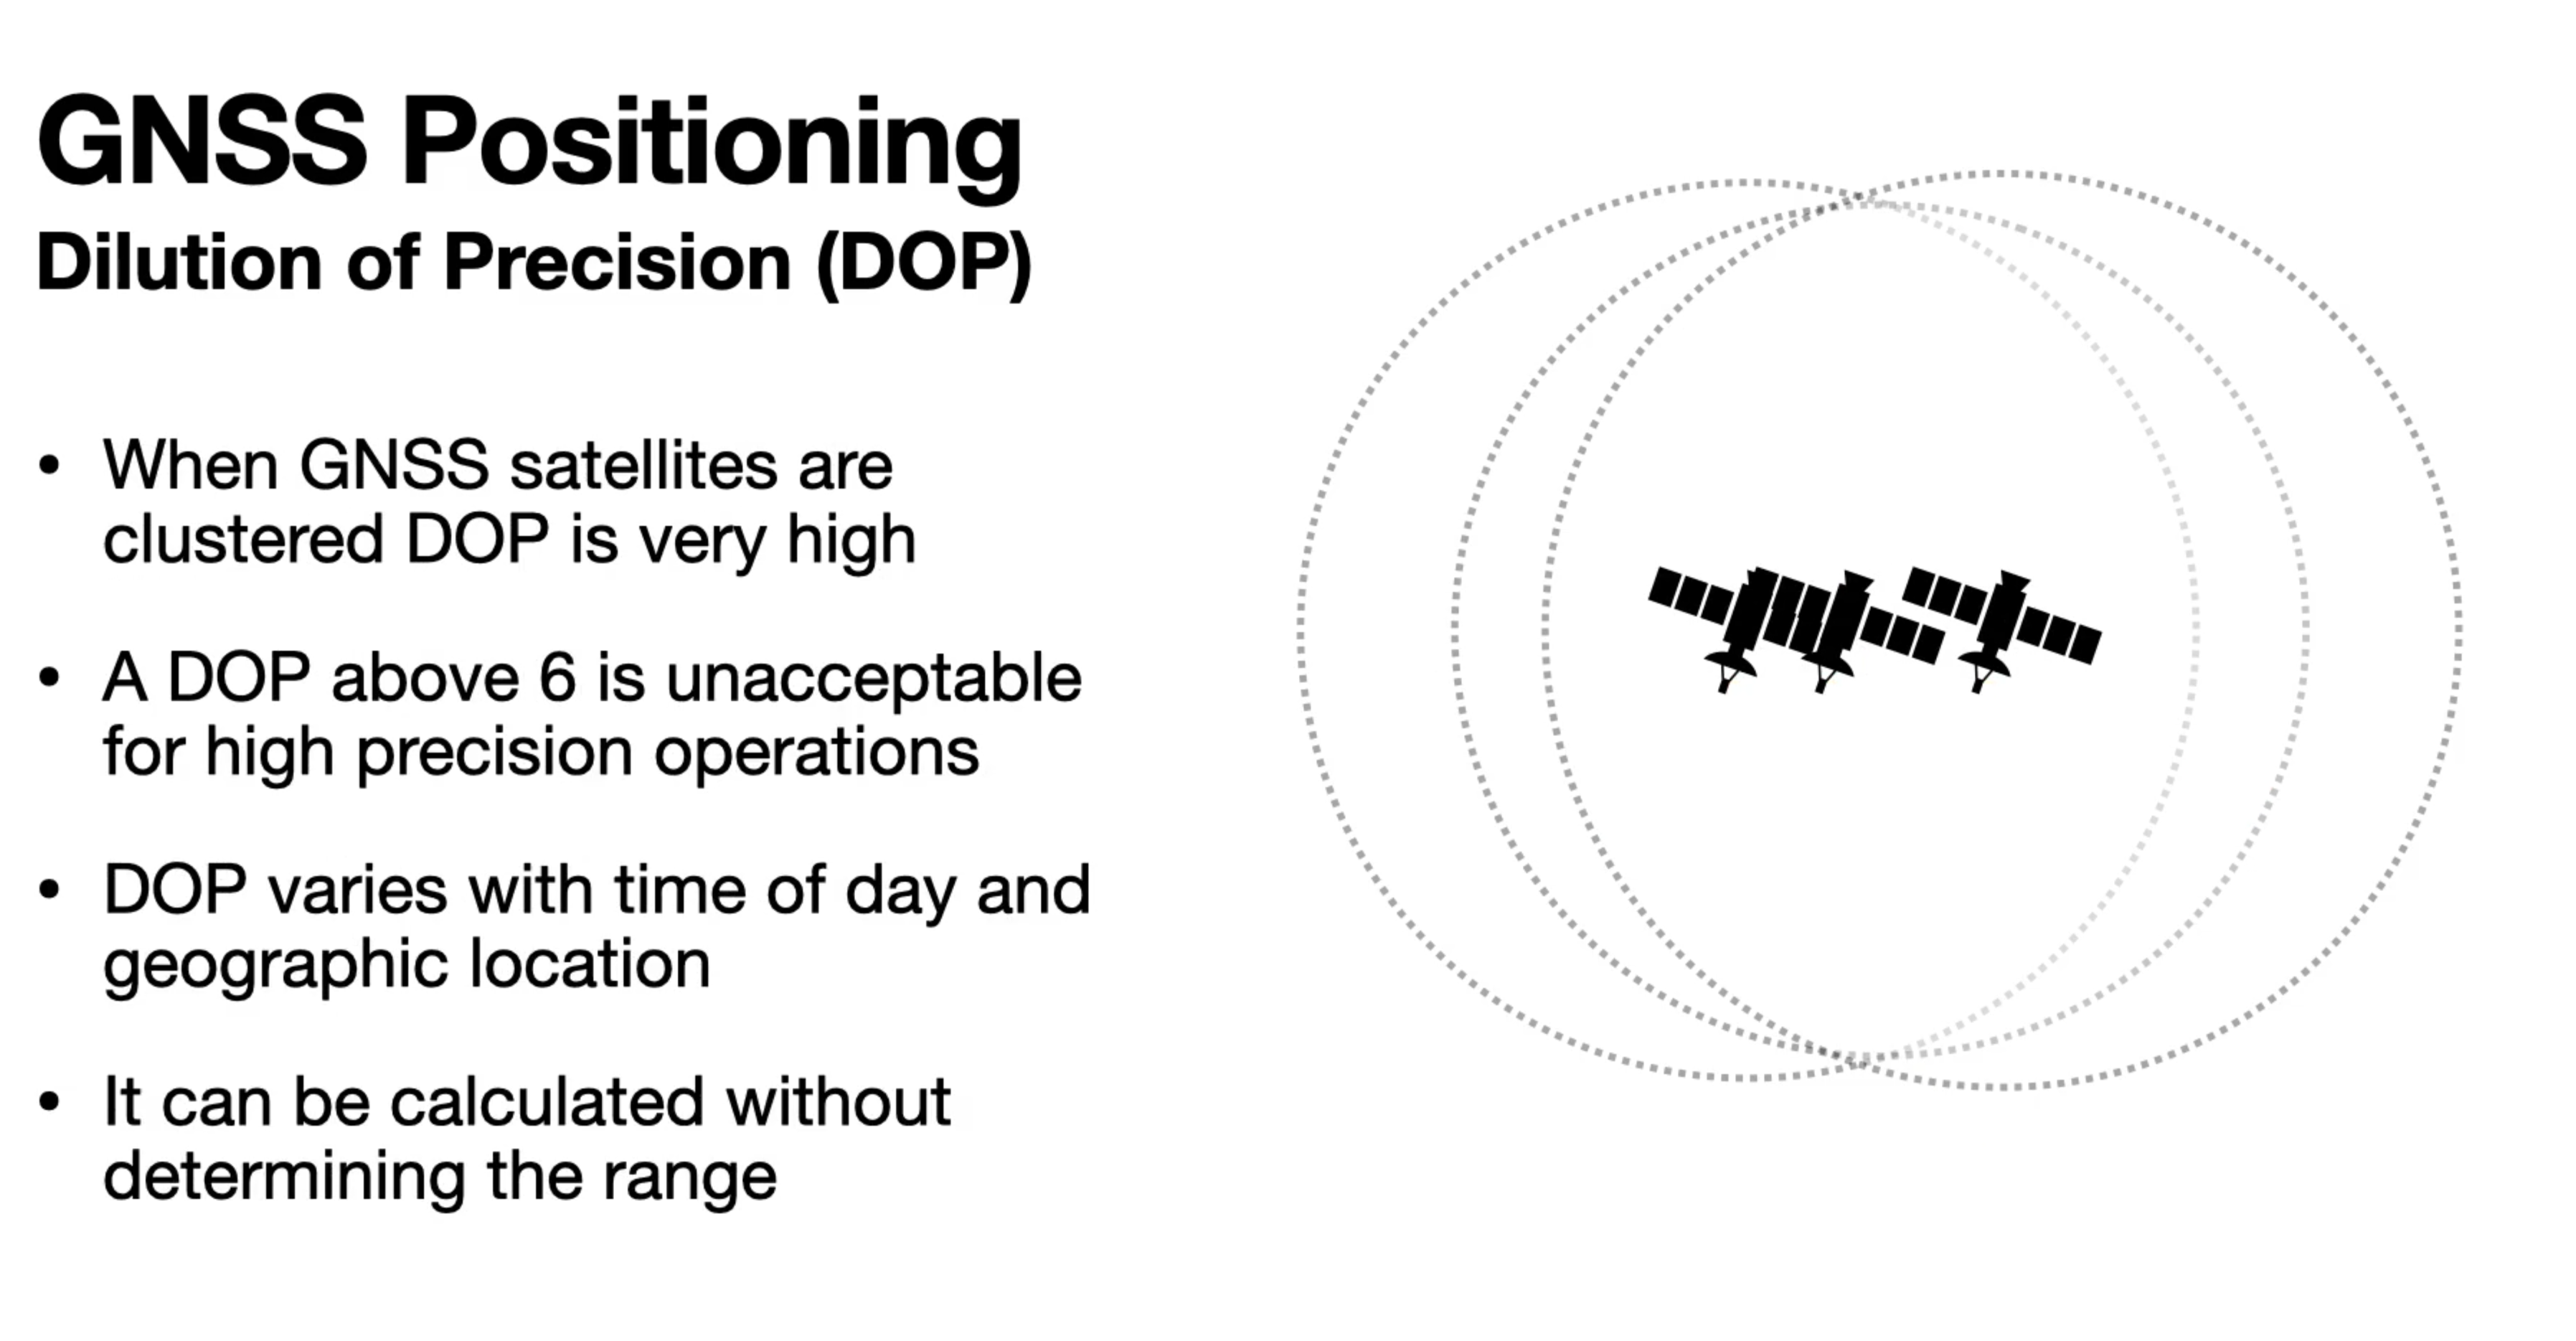 GNSS Positioning
Dilution of Precision (DOP)
• When GNSS satellites are
clustered DOP is very high
• A DOP above 6 is unacceptable
for high precision operations
• DOP varies with time of day and
geographic location
• It can be calculated without
determining the range